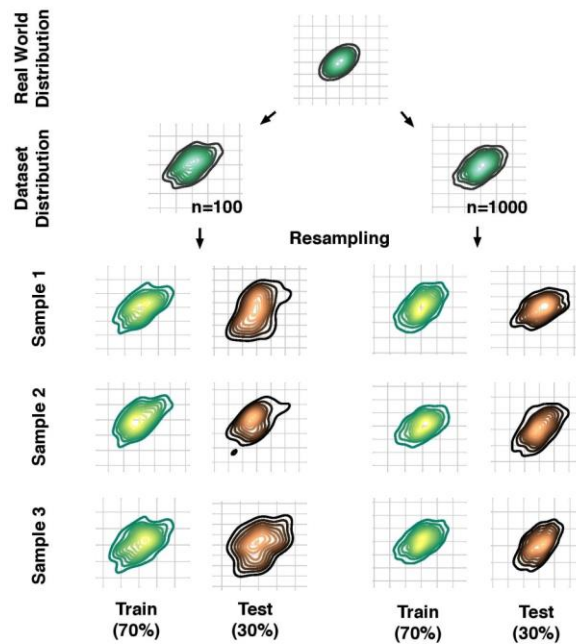 Real World
Distribution
Dataset
Distribution
n=100
n=1000
Resampling
Sample 1
Sample 2
Sample 3
Train
(70%)
Test
(30%)
Train
(70%)
Test
(30%)